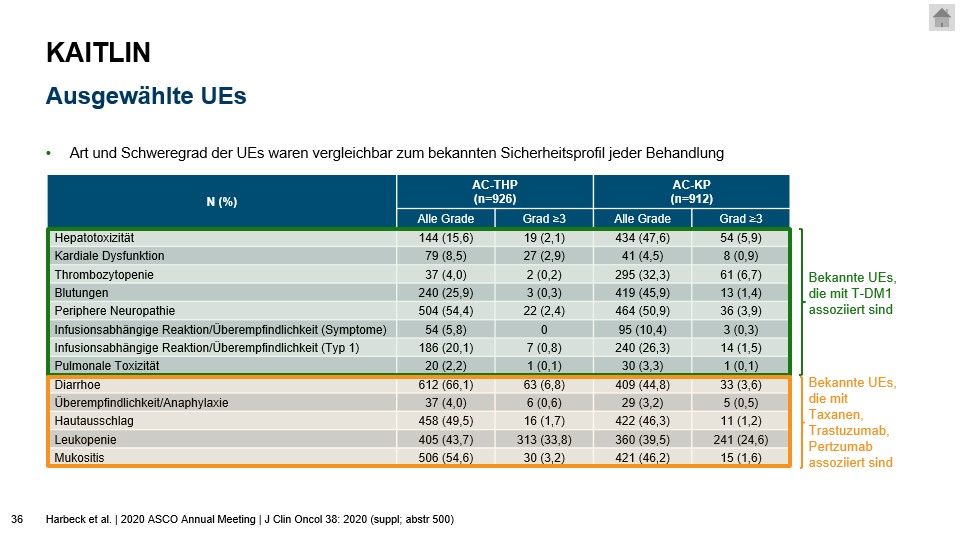 KAITLIN
Ausgewählte UEs
• Art und Schweregrad der UEs waren vergleichbar zum bekannten Sicherheitsprofil jeder Behandlung
N (%) AC-THP (n=926) AC-KP (n=912)
Alle Grade Grad ≥3 Alle Grade Grad ≥3
Hepatotoxizität 144 (15,6) 19 (2,1) 434 (47,6) 54 (5,9)
Kardiale Dysfunktion 79 (8,5) 27 (2,9) 41 (4,5) 8 (0,9)
Thrombozytopenie 37 (4,0) 2 (0,2) 295 (32,3) 61 (6,7)
Blutungen 240 (25,9) 3 (0,3) 419 (45,9) 13 (1,4)
Periphere Neuropathie 504 (54,4) 22 (2,4) 464 (50,9) 36 (3,9)
Infusionsabhängige Reaktion/Überempfindlichkeit (Symptome) 54 (5,8) 0 95 (10,4) 3 (0,3)
Infusionsabhängige Reaktion/Überempfindlichkeit (Typ 1) 186 (20,1) 7 (0,8) 240 (26,3) 14 (1,5)
Pulmonale Toxizität 20 (2,2) 1 (0,1) 30 (3,3) 1 (0,1)
Diarrhoe 612 (66,1) 63 (6,8) 409 (44,8) 33 (3,6)
Überempfindlichkeit/Anaphylaxie 37 (4,0) 6 (0,6) 29 (3,2) 5 (0,5)
Hautausschlag 458 (49,5) 16 (1,7) 422 (46,3) 11 (1,2)
Leukopenie 405 (43,7) 313 (33,8) 360 (39,5) 241 (24,6)
Mukositis 506 (54,6) 30 (3,2) 421 (46,2) 15 (1,6)
Bekannte UEs,
die mit T-DM1
assoziiert sind
Bekannte UEs,
die mit
Taxanen,
Trastuzumab,
Pertzumab
assoziiert sind
36 Harbeck et al. | 2020 ASCO Annual Meeting | J Clin Oncol 38: 2020 (suppl; abstr 500)